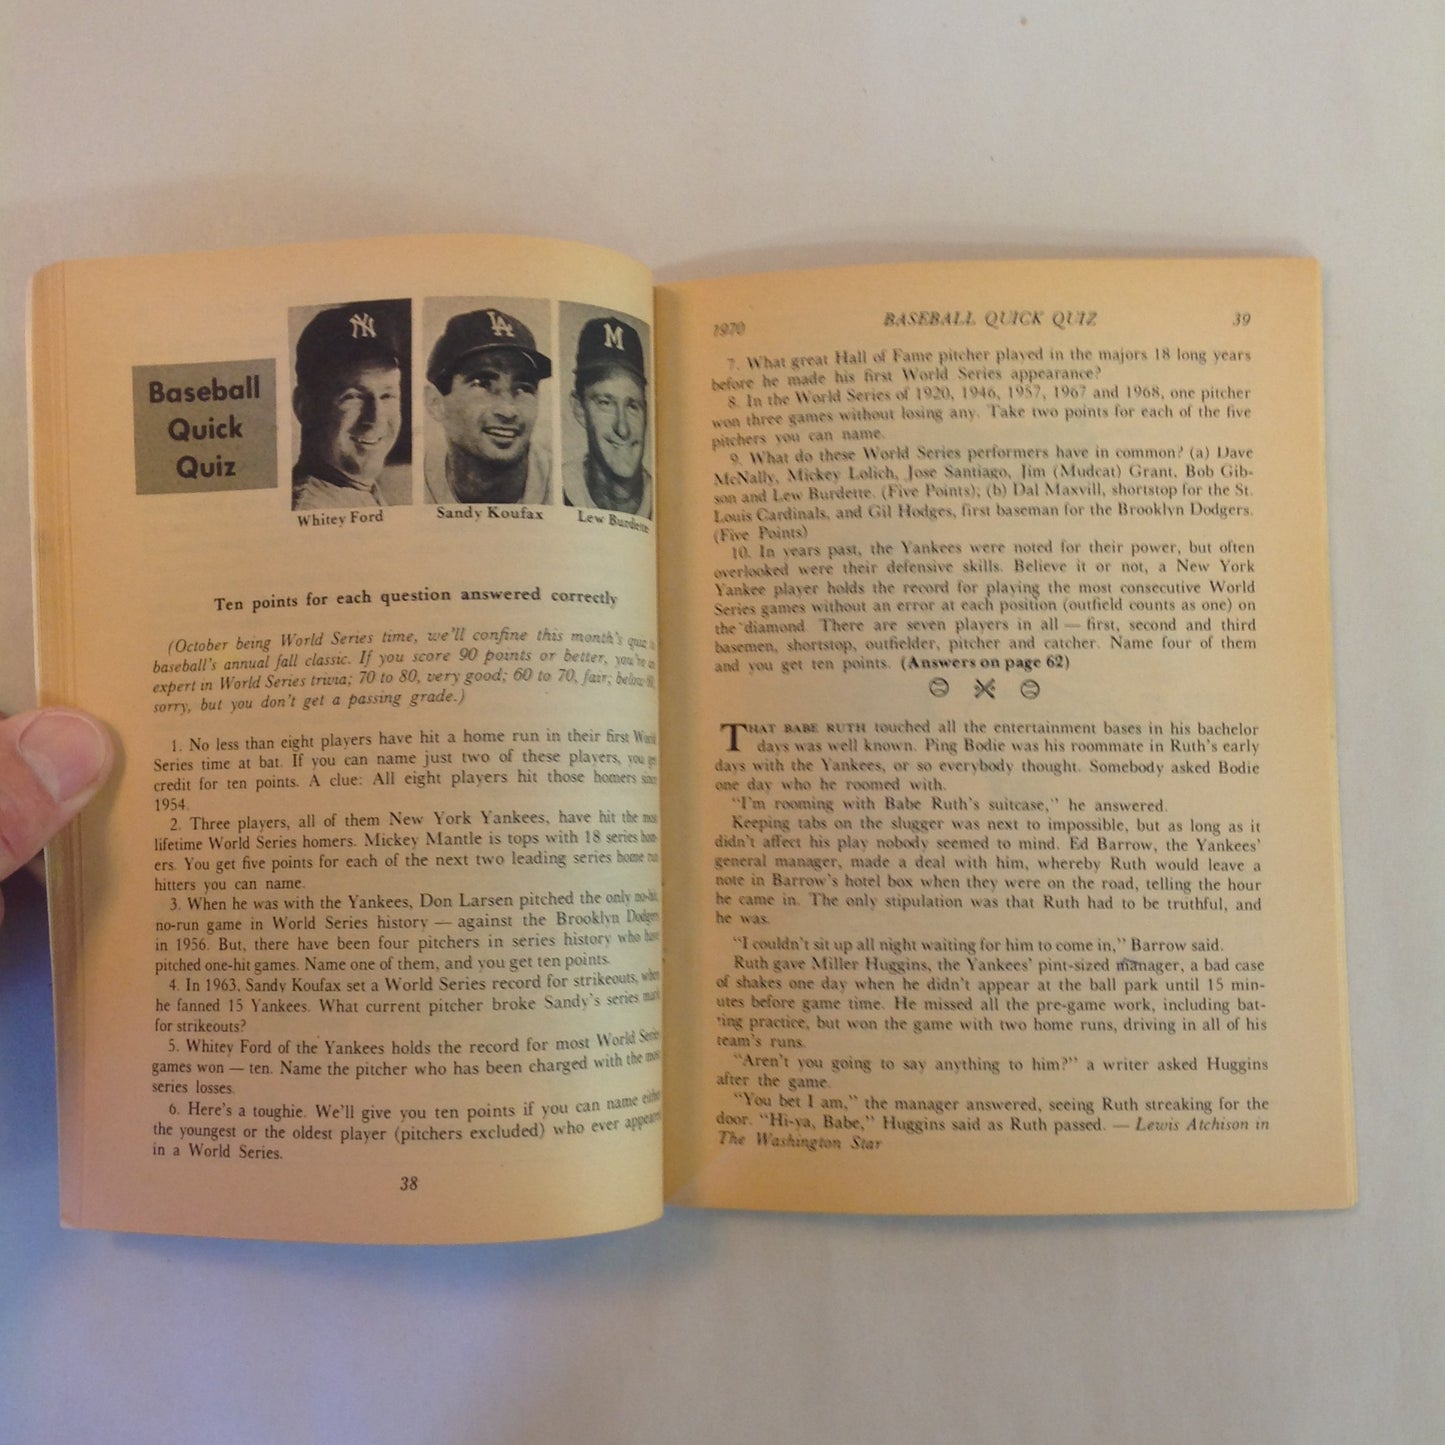 Baseball
Quick
Quiz
NY
LA
M
Whitey Ford
Sandy Koufax
Lew Burdette
Ten points for each question answered correctly
(October being World Series time, we'll confine this month's quiz to
baseball's annual fall classic. If you score 90 points or better, you're an
expert in World Series trivia; 70 to 80, very good; 60 to 70, fair; below 60,
sorry, but you don't get a passing grade.)
1. No less than eight players have hit a home run in their first World
Series time at bat. If you can name just two of these players, you get
credit for ten points. A clue: All eight players hit those homers since
1954.
2. Three players, all of them New York Yankees, have hit the most
lifetime World Series homers. Mickey Mantle is tops with 18 series hom-
ers. You get five points for each of the next two leading series home run
hitters you can name.
3. When he was with the Yankees, Don Larsen pitched the only no-hit,
no-run game in World Series history — against the Brooklyn Dodgers
in 1956. But, there have been four pitchers in series history who have
pitched one-hit games. Name one of them, and you get ten points.
4. In 1963, Sandy Koufax set a World Series record for strikeouts, when
he fanned 15 Yankees. What current pitcher broke Sandy's series mark
for strikeouts?
5. Whitey Ford of the Yankees holds the record for most World Series
games won — ten. Name the pitcher who has been charged with the most
series losses.
6. Here's a toughie. We'll give you ten points if you can name either
the youngest or the oldest player (pitchers excluded) who ever appeared
in a World Series.
38
1970
BASEBALL QUICK QUIZ
39
7. What great Hall of Fame pitcher played in the majors 18 long years
before he made his first World Series appearance?
8. In the World Series of 1920, 1946, 1957, 1967 and 1968, one pitcher
won three games without losing any. Take two points for each of the five
pitchers you can name.
9. What do these World Series performers have in common? (a) Dave
McNally, Mickey Lolich, Jose Santiago, Jim (Mudcat) Grant, Bob Gib-
son and Lew Burdette. (Five Points); (b) Dal Maxvill, shortstop for the St.
Louis Cardinals, and Gil Hodges, first baseman for the Brooklyn Dodgers.
(Five Points)
10. In years past, the Yankees were noted for their power, but often
overlooked were their defensive skills. Believe it or not, a New York
Yankee player holds the record for playing the most consecutive World
Series games without an error at each position (outfield counts as one) on
the diamond. There are seven players in all — first, second and third
basemen, shortstop, outfielder, pitcher and catcher. Name four of them
and you get ten points. (Answers on page 62)
THAT BABE RUTH touched all the entertainment bases in his bachelor
days was well known. Ping Bodie was his roommate in Ruth's early
days with the Yankees, or so everybody thought. Somebody asked Bodie
one day who he roomed with.
"I'm rooming with Babe Ruth's suitcase," he answered.
Keeping tabs on the slugger was next to impossible, but as long as it
didn't affect his play nobody seemed to mind. Ed Barrow, the Yankees'
general manager, made a deal with him, whereby Ruth would leave a
note in Barrow's hotel box when they were on the road, telling the hour
he came in. The only stipulation was that Ruth had to be truthful, and
he was.
"I couldn't sit up all night waiting for him to come in," Barrow said.
Ruth gave Miller Huggins, the Yankees' pint-sized manager, a bad case
of shakes one day when he didn't appear at the ball park until 15 min-
utes before game time. He missed all the pre-game work, including bat-
ting practice, but won the game with two home runs, driving in all of his
team's runs.
"Aren't you going to say anything to him?" a writer asked Huggins
after the game.
"You bet I am," the manager answered, seeing Ruth streaking for the
door. "Hi-ya, Babe," Huggins said as Ruth passed. — Lewis Atchison in
The Washington Star